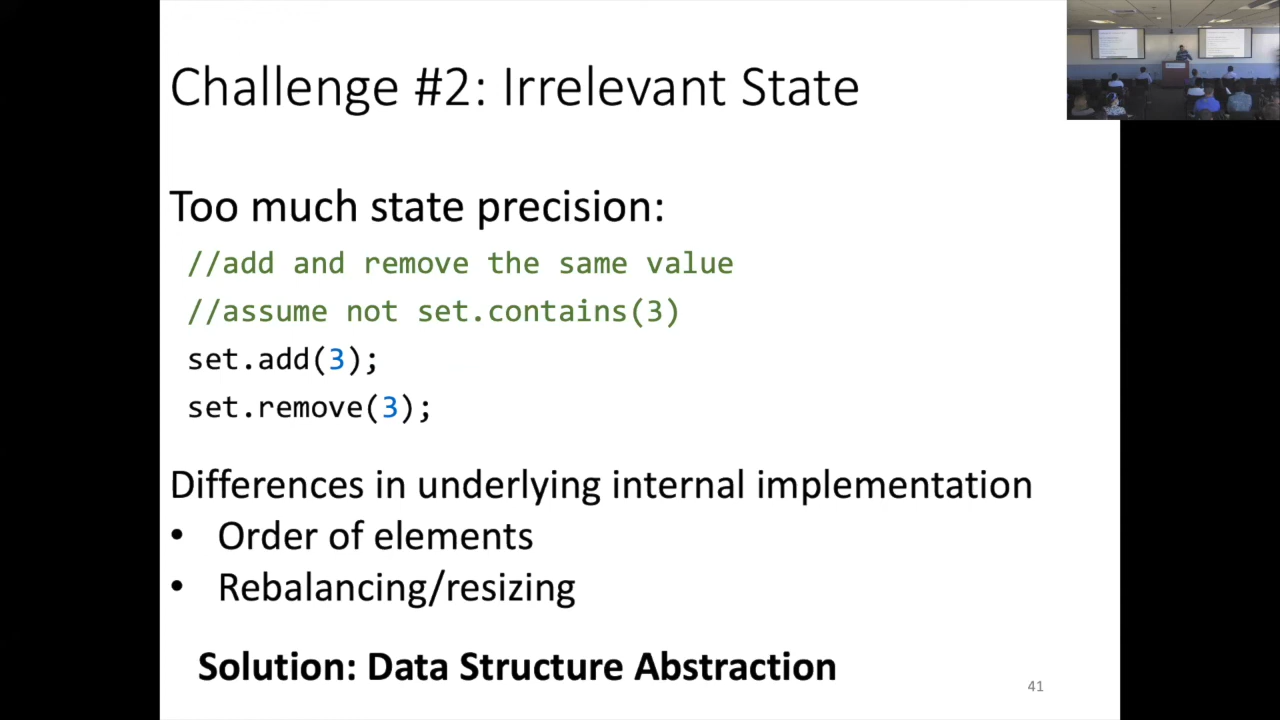 Challenge #2: Irrelevant State
Too much state precision:
//add and remove the same value
//assume not set.contains(3)
set.add(3);
set.remove(3);
Differences in underlying internal implementation
• Order of elements
• Rebalancing/resizing
Solution: Data Structure Abstraction
41